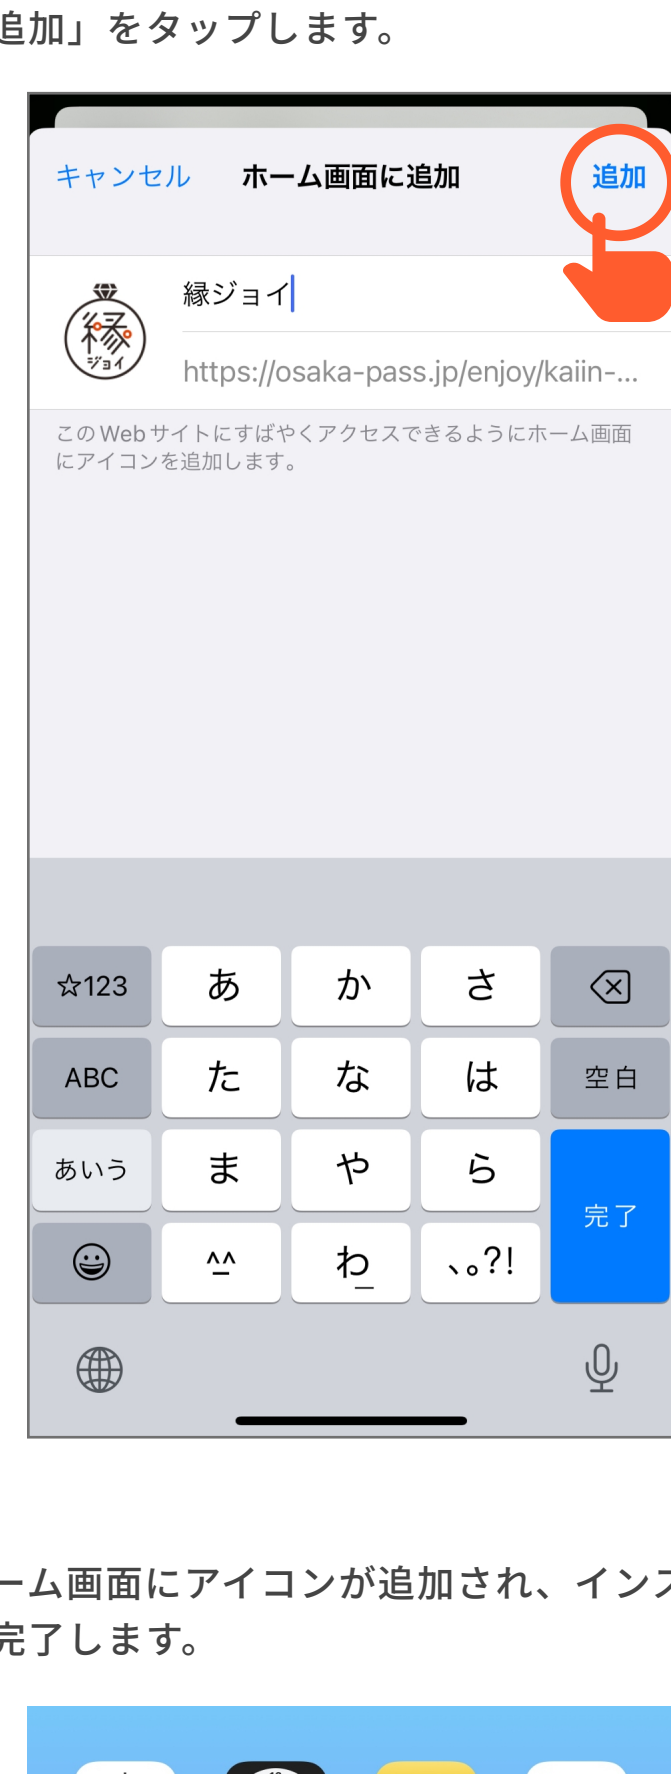 追加」をタップします。
キャンセル ホーム画面に追加 追加
縁ジョイ
縁
ジョイ
https://osaka-pass.jp/enjoy/kaiin-...
このWebサイトにすばやくアクセスできるようにホーム画面
にアイコンを追加します。
☆123 あ か さ
ABC た な は 空白
あいう ま や ら
完了
^^ わ 、。?!
ーム画面にアイコンが追加され、インス
完了します。